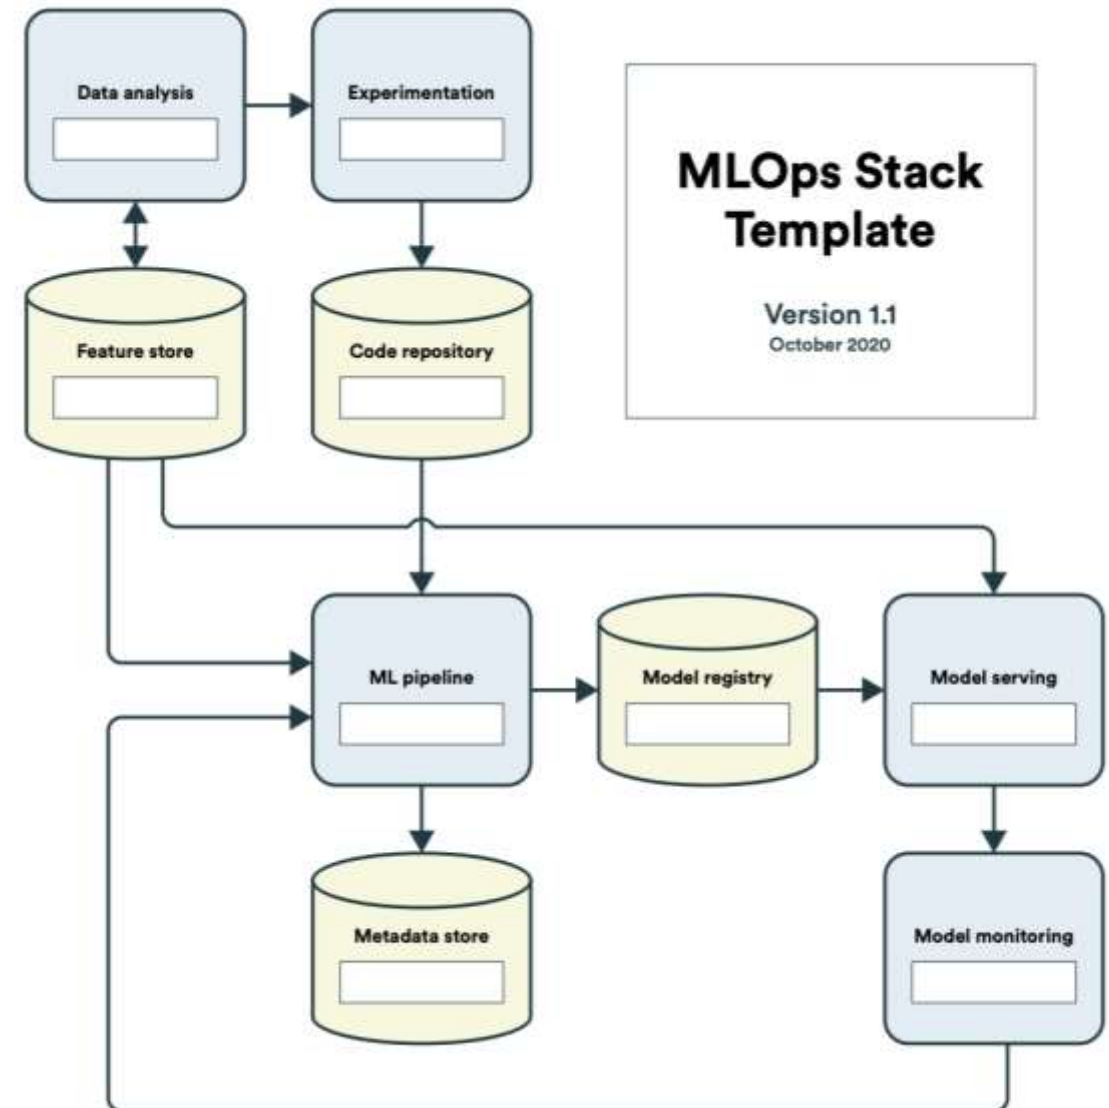 Data analysis
Experimentation
MLOps Stack
Template
Version 1.1
October 2020
Feature store
Code repository
ML pipeline
Model registry
Model serving
Metadata store
Model monitoring